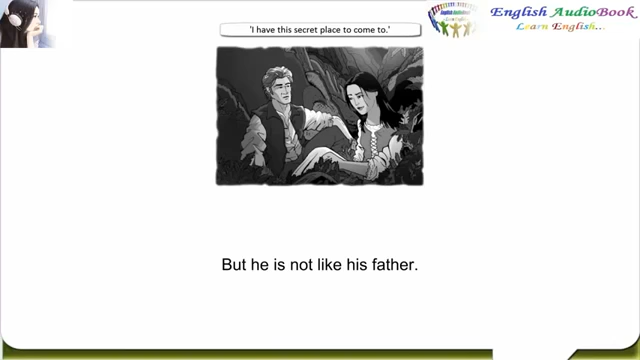 'I have this secret place to come to.'
English AudioBook
Learn English...
But he is not like his father.